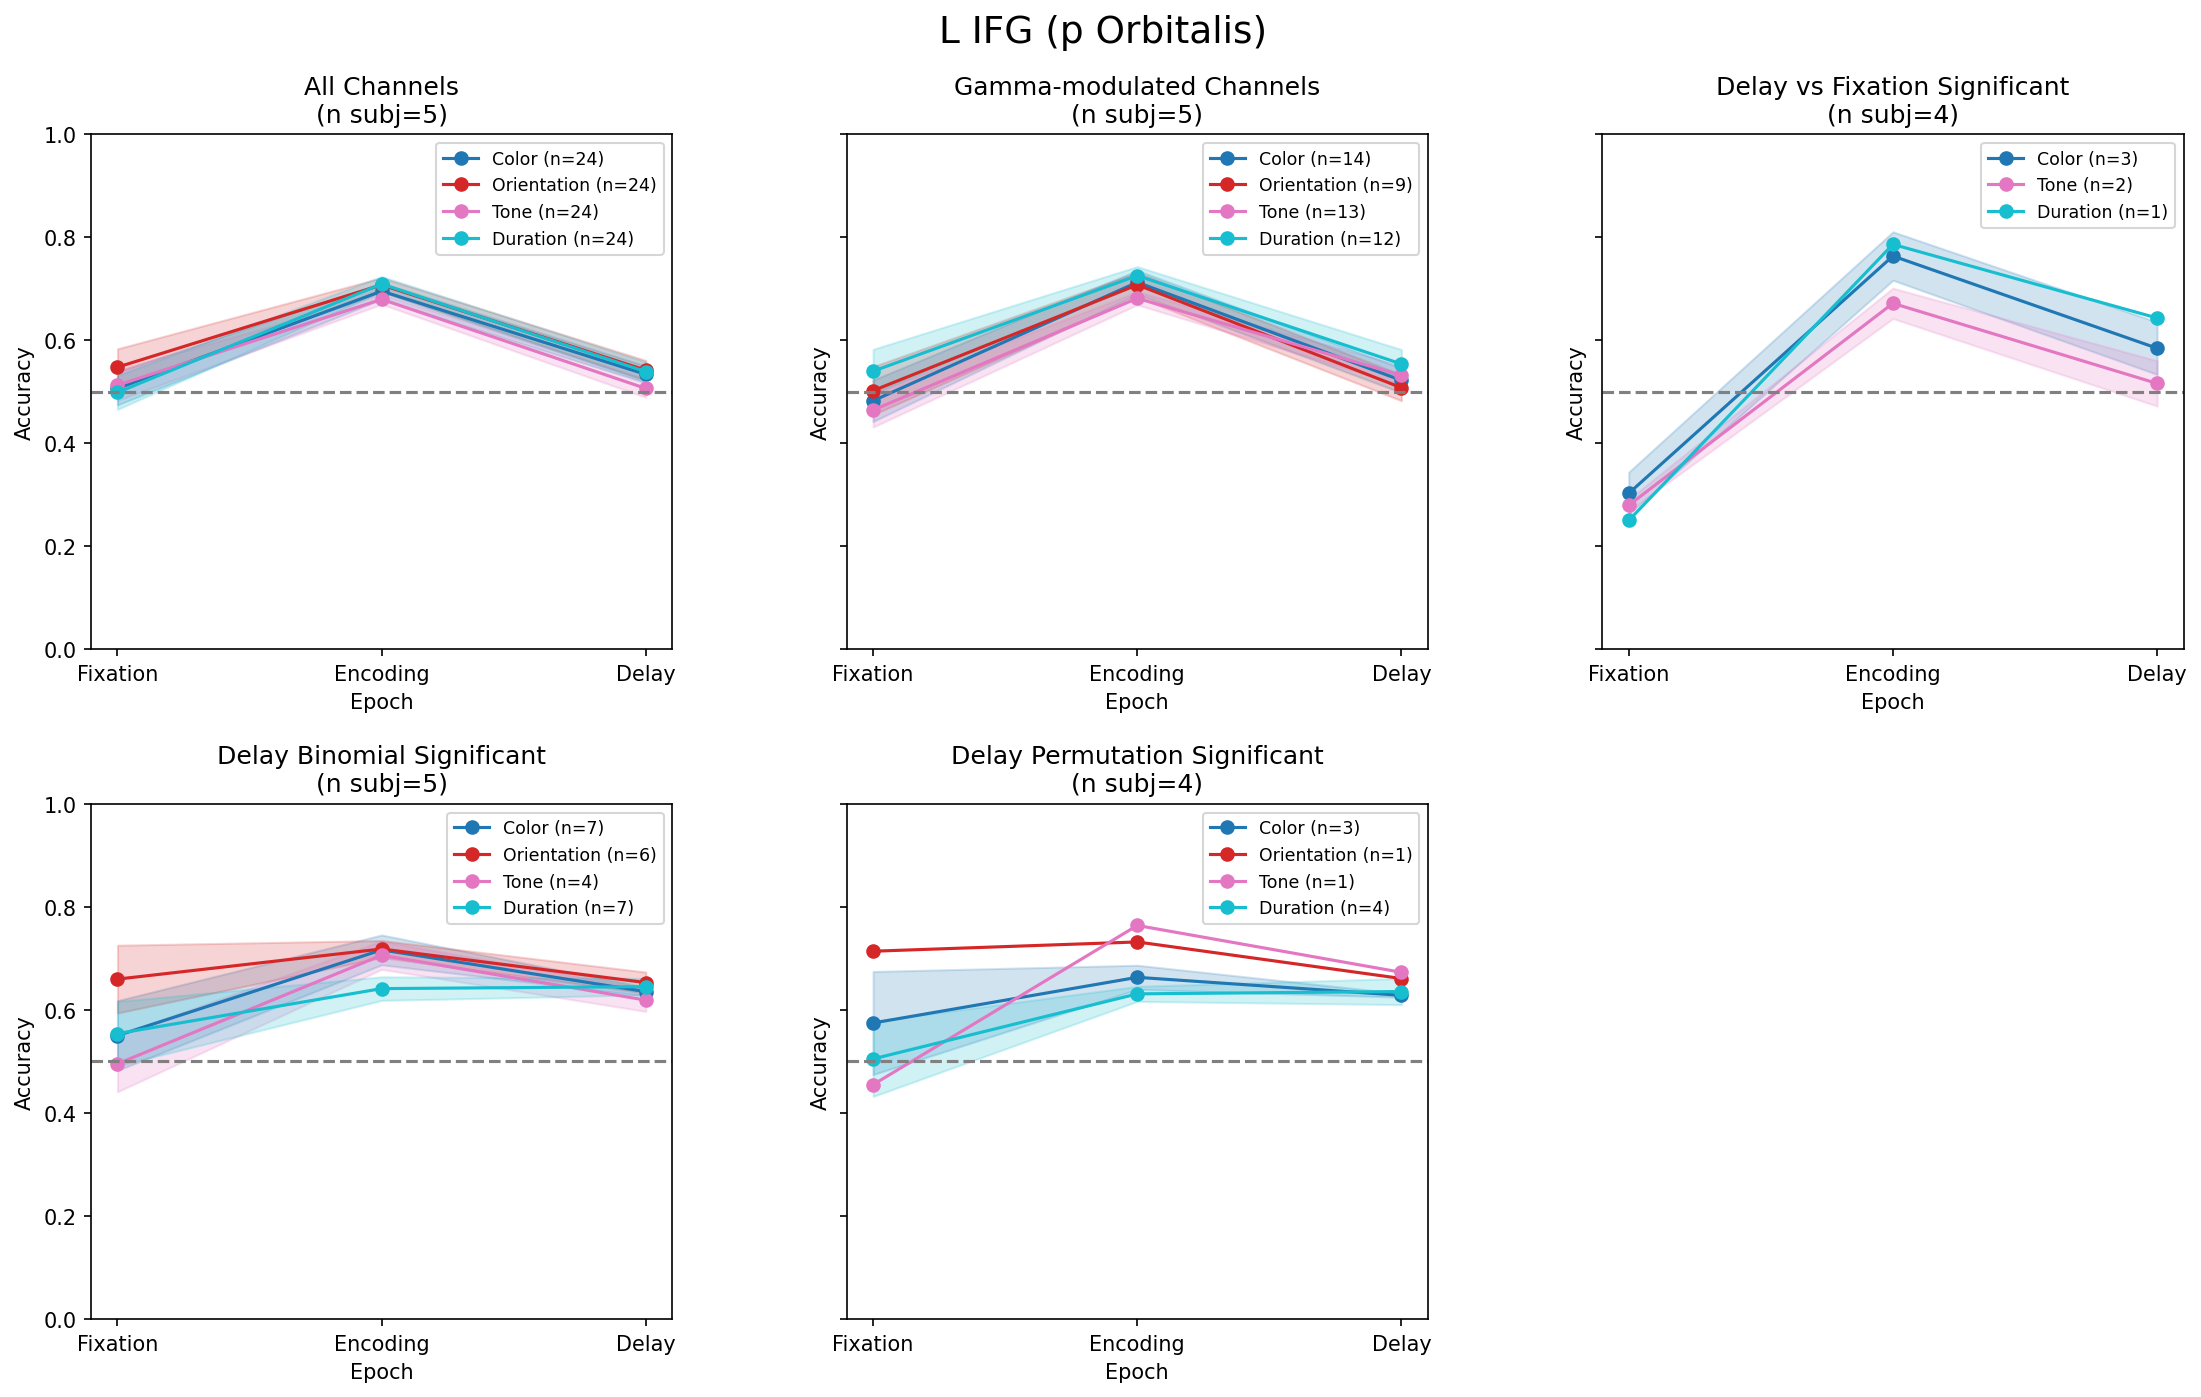 L IFG (p Orbitalis)
All Channels
(n subj=5)
Color (n=24)
Orientation (n=24)
Tone (n=24)
Duration (n=24)
1.0
0.8
0.6
0.4
0.2
0.0
Accuracy
Fixation Encoding Delay
Epoch
Gamma-modulated Channels
(n subj=5)
Color (n=14)
Orientation (n=9)
Tone (n=13)
Duration (n=12)
Accuracy
Fixation Encoding Delay
Epoch
Delay vs Fixation Significant
(n subj=4)
Color (n=3)
Tone (n=2)
Duration (n=1)
Accuracy
Fixation Encoding Delay
Epoch
Delay Binomial Significant
(n subj=5)
Color (n=7)
Orientation (n=6)
Tone (n=4)
Duration (n=7)
1.0
0.8
0.6
0.4
0.2
0.0
Accuracy
Fixation Encoding Delay
Epoch
Delay Permutation Significant
(n subj=4)
Color (n=3)
Orientation (n=1)
Tone (n=1)
Duration (n=4)
Accuracy
Fixation Encoding Delay
Epoch